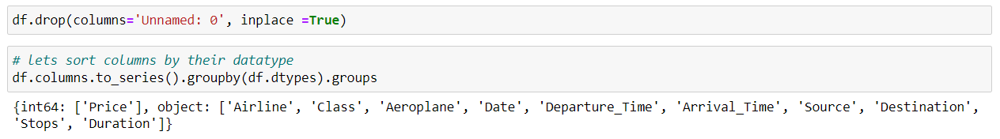 df.drop(columns='Unnamed: 0', inplace =True)
# lets sort columns by their datatype
df.columns.to_series().groupby(df.dtypes).groups
{int64: ['Price'], object: ['Airline', 'Class', 'Aeroplane', 'Date', 'Departure_Time', 'Arrival_Time', 'Source', 'Destination',
'Stops', 'Duration']}